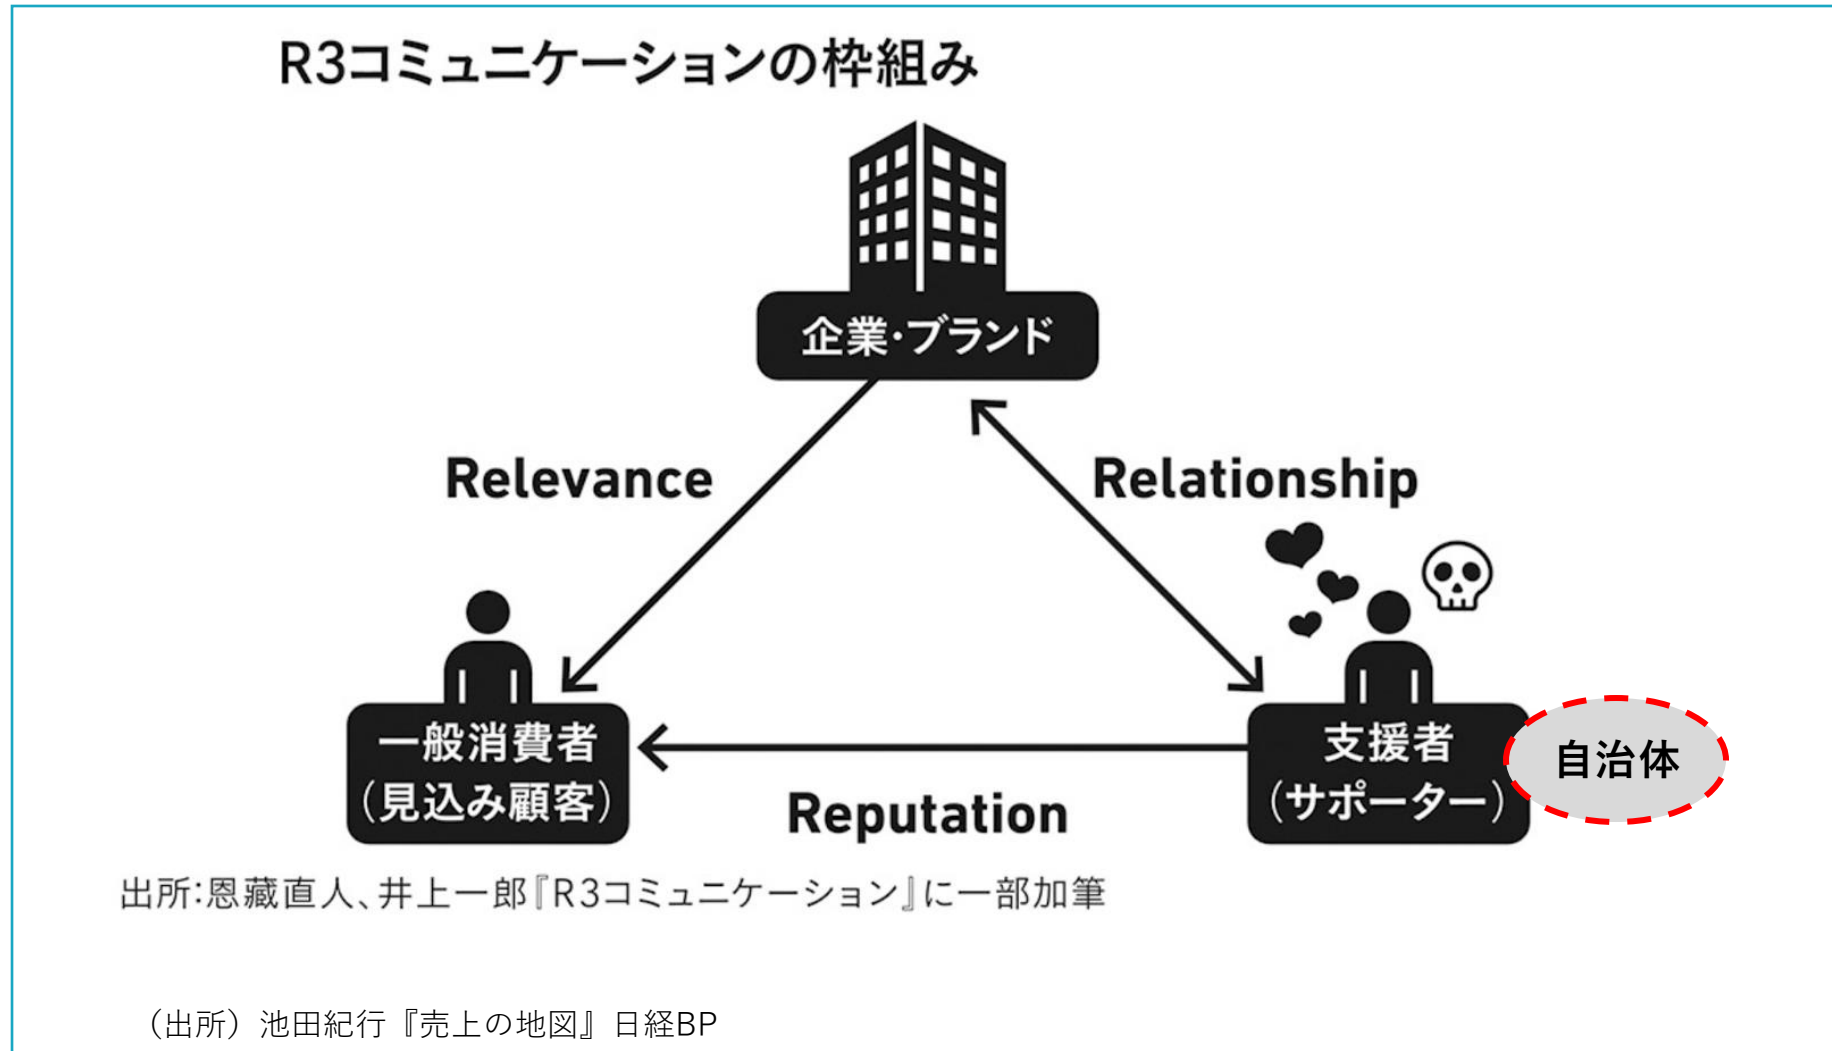 R3コミュニケーションの枠組み
企業・ブランド
Relevance
Relationship
一般消費者
（見込み顧客）
支援者
（サポーター）
自治体
Reputation
出所：恩藏直人、井上一郎『R3コミュニケーション』に一部加筆
（出所）池田紀行『売上の地図』日経BP